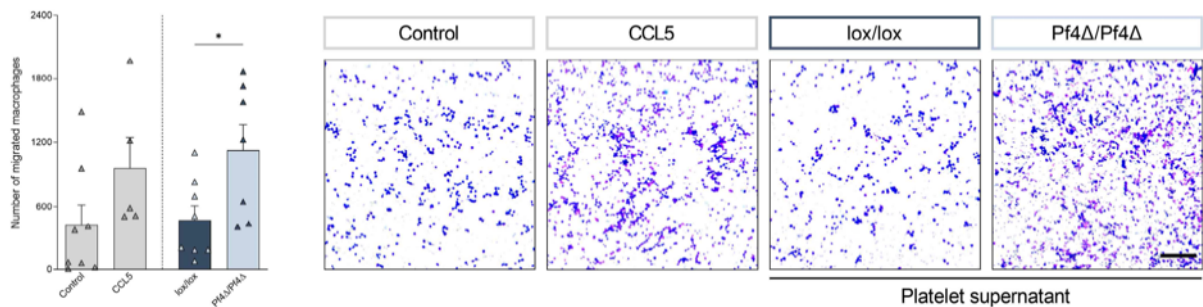 Number of migrated macrophages
2400
1800
1200
600
0
*
Control
CCL5
lox/lox
Pf4Δ/Pf4Δ
Control
CCL5
lox/lox
Pf4Δ/Pf4Δ
Platelet supernatant